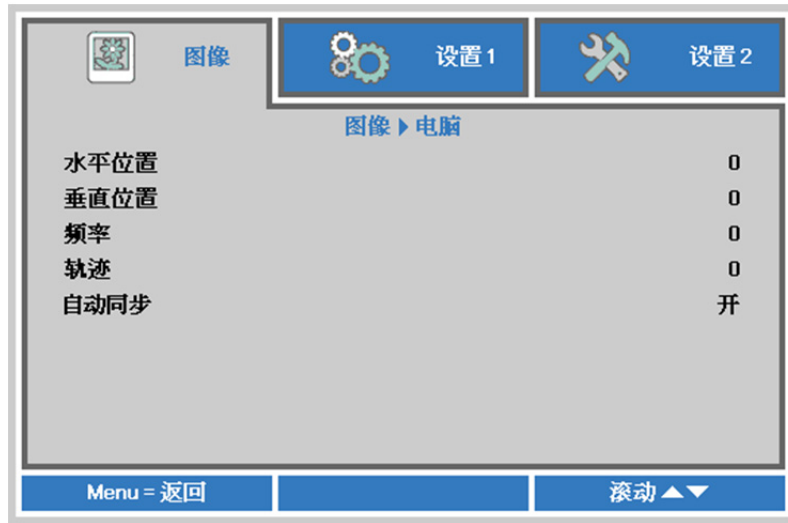 图像 设置1 设置2
图像▶电脑
水平位置 0
垂直位置 0
频率 0
轨迹 0
自动同步 开
Menu = 返回 滚动▲▼